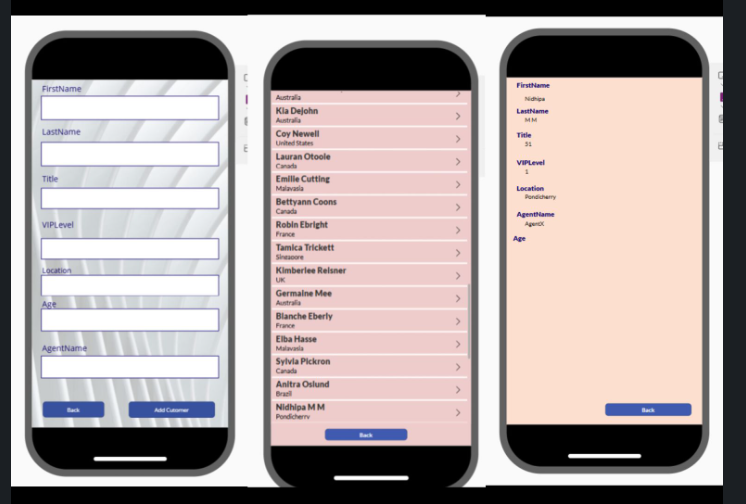 FirstName
LastName
Title
VIPLevel
Location
Age
AgentName
Back
Add Cutomer
Australia
Kia Dejohn
Australia
Coy Newell
United States
Lauran Otoole
Canada
Emilie Cutting
Malaysia
Bettyann Coons
Canada
Robin Ebright
France
Tamica Trickett
Singapore
Kimberlee Reisner
UK
Germaine Mee
Australia
Blanche Eberly
France
Elba Hasse
Malaysia
Sylvia Pickron
Canada
Anitra Oslund
Brazil
Nidhipa M M
Pondicherry
Back
FirstName
Nidhipa
LastName
M M
Title
31
VIPLevel
1
Location
Pondicherry
AgentName
AgentX
Age
Back